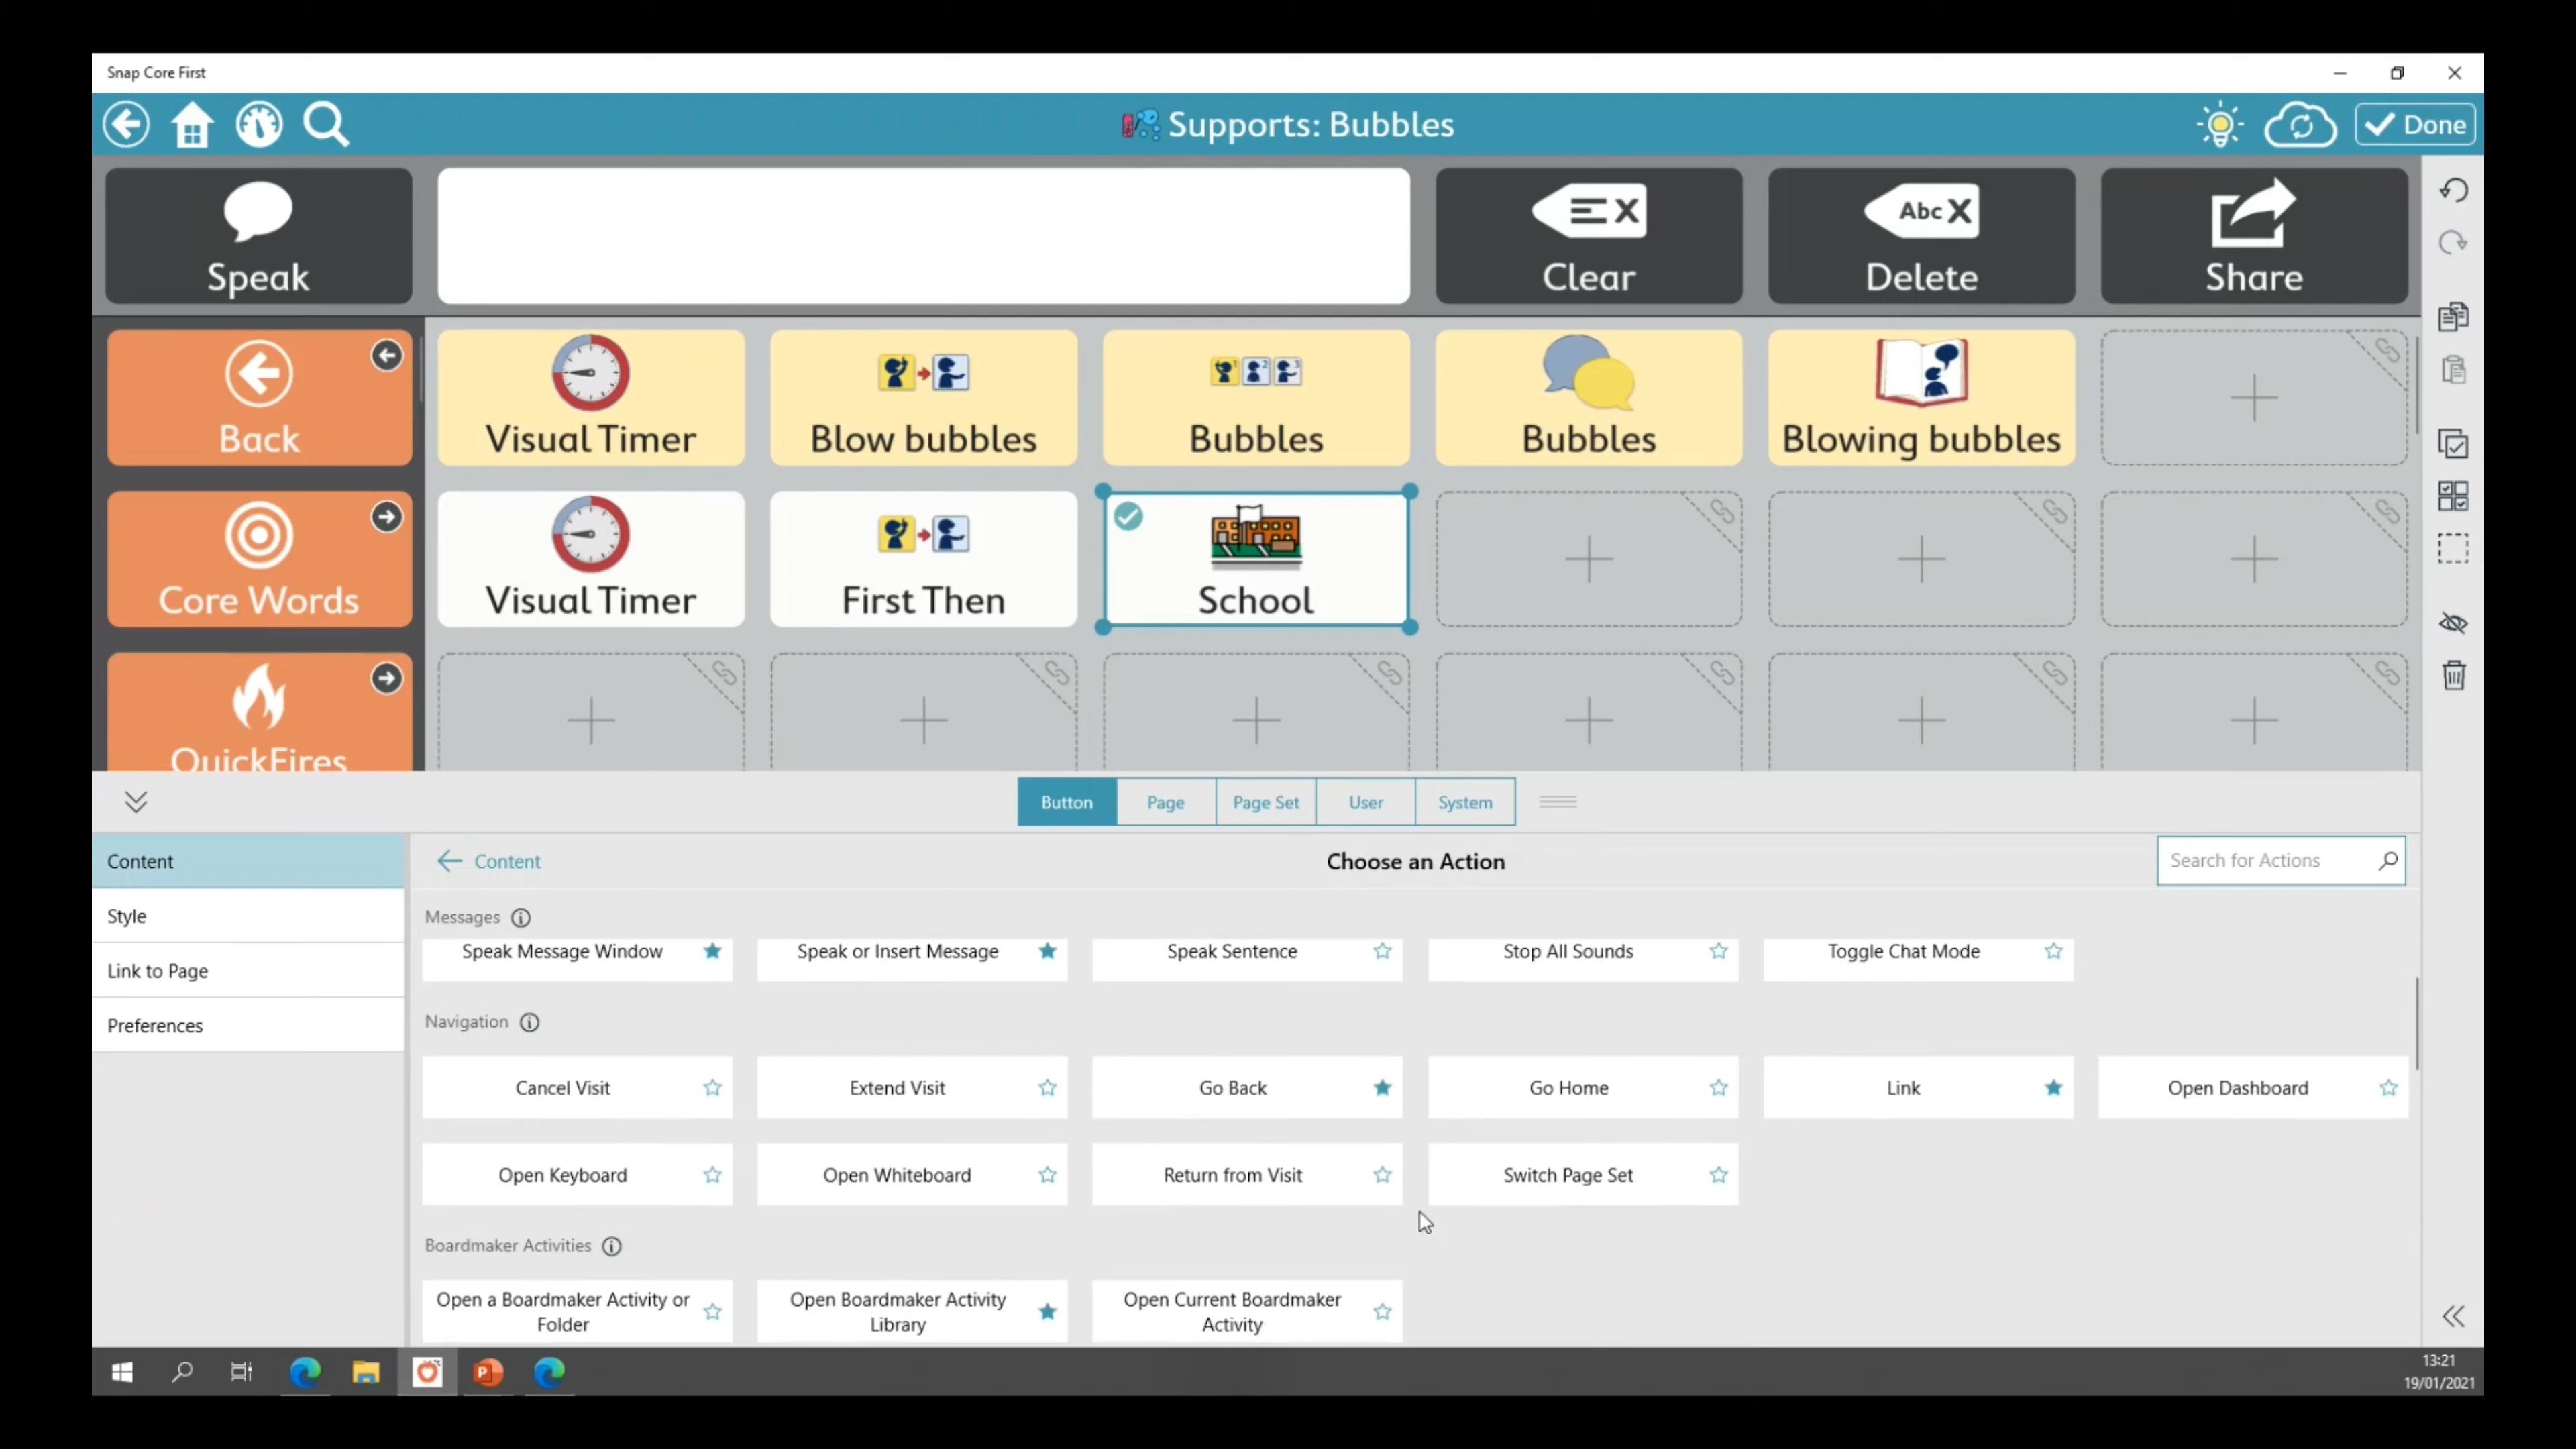 Snap Core First
Supports: Bubbles
Done
Speak
Clear
Abc X
Delete
Share
Back
Visual Timer
Blow bubbles
Bubbles
Bubbles
Blowing bubbles
Core Words
Visual Timer
First Then
School
QuickFires
Button
Page
Page Set
User
System
Content
Style
Link to Page
Preferences
Content
Choose an Action
Search for Actions
Messages
Speak Message Window
Speak or Insert Message
Speak Sentence
Stop All Sounds
Toggle Chat Mode
Navigation
Cancel Visit
Extend Visit
Go Back
Go Home
Link
Open Dashboard
Open Keyboard
Open Whiteboard
Return from Visit
Switch Page Set
Boardmaker Activities
Open a Boardmaker Activity or
Folder
Open Boardmaker Activity
Library
Open Current Boardmaker
Activity
13:21
19/01/2021